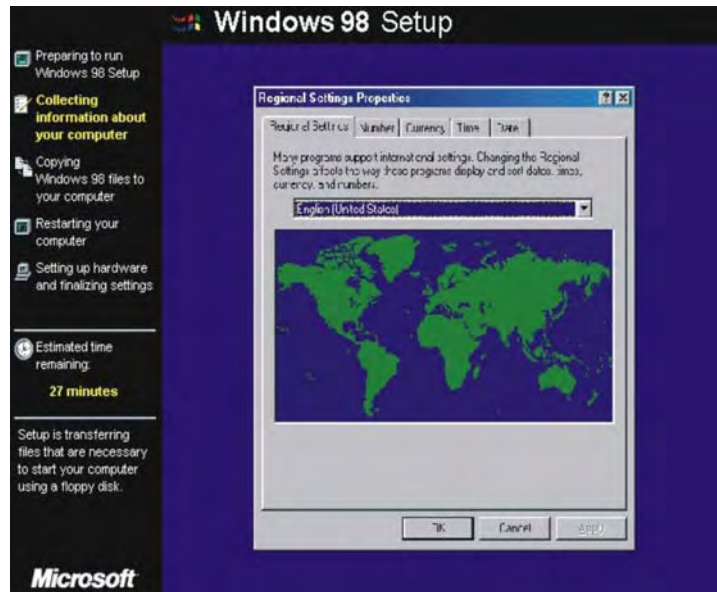 Windows 98 Setup
Preparing to run
Windows 98 Setup
Collecting
information about
your computer
Copying
Windows 98 files to
your computer
Restarting your
computer
Setting up hardware
and finalizing settings
Estimated time
remaining:
27 minutes
Setup is transferring
files that are necessary
to start your computer
using a floppy disk.
Microsoft
Regional Settings Properties
Regional Settings Number Currency Time Date
Many programs support international settings. Changing the Regional
Settings affects the way these programs display and sort dates, times,
currency, and numbers.
English (United States)
OK Cancel Apply